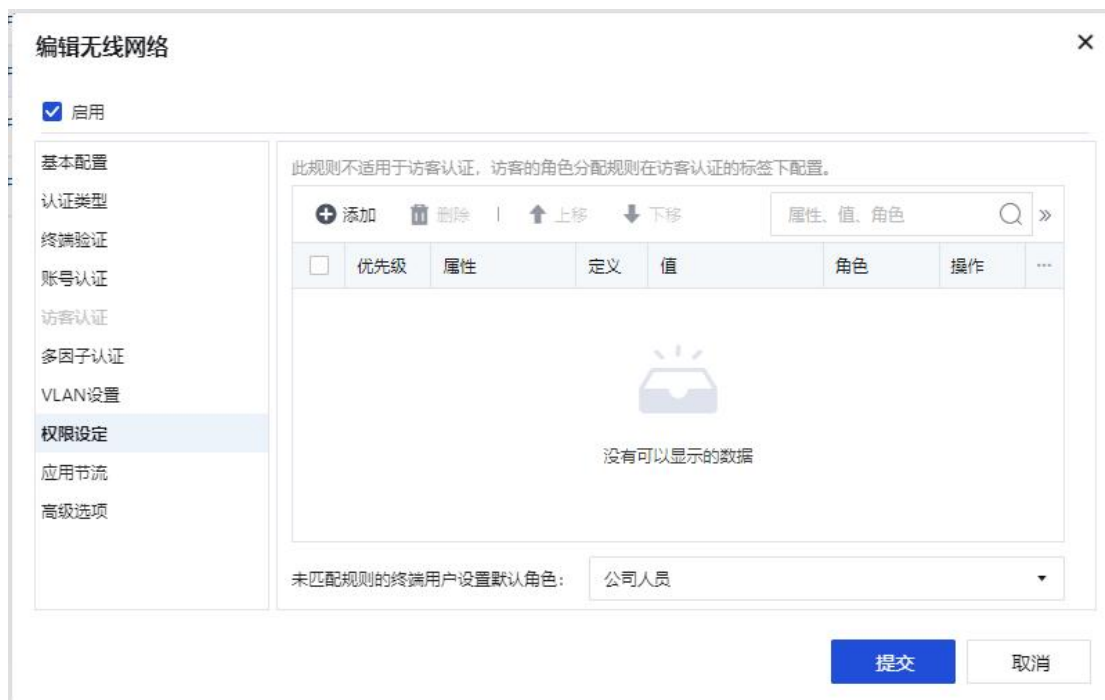 编辑无线网络
启用
基本配置
认证类型
终端验证
账号认证
访客认证
多因子认证
VLAN设置
权限设定
应用节流
高级选项
此规则不适用于访客认证，访客的角色分配规则在访客认证的标签下配置。
添加 删除 上移 下移 属性、值、角色
优先级 属性 定义 值 角色 操作
没有可以显示的数据
未匹配规则的终端用户设置默认角色： 公司人员
提交 取消